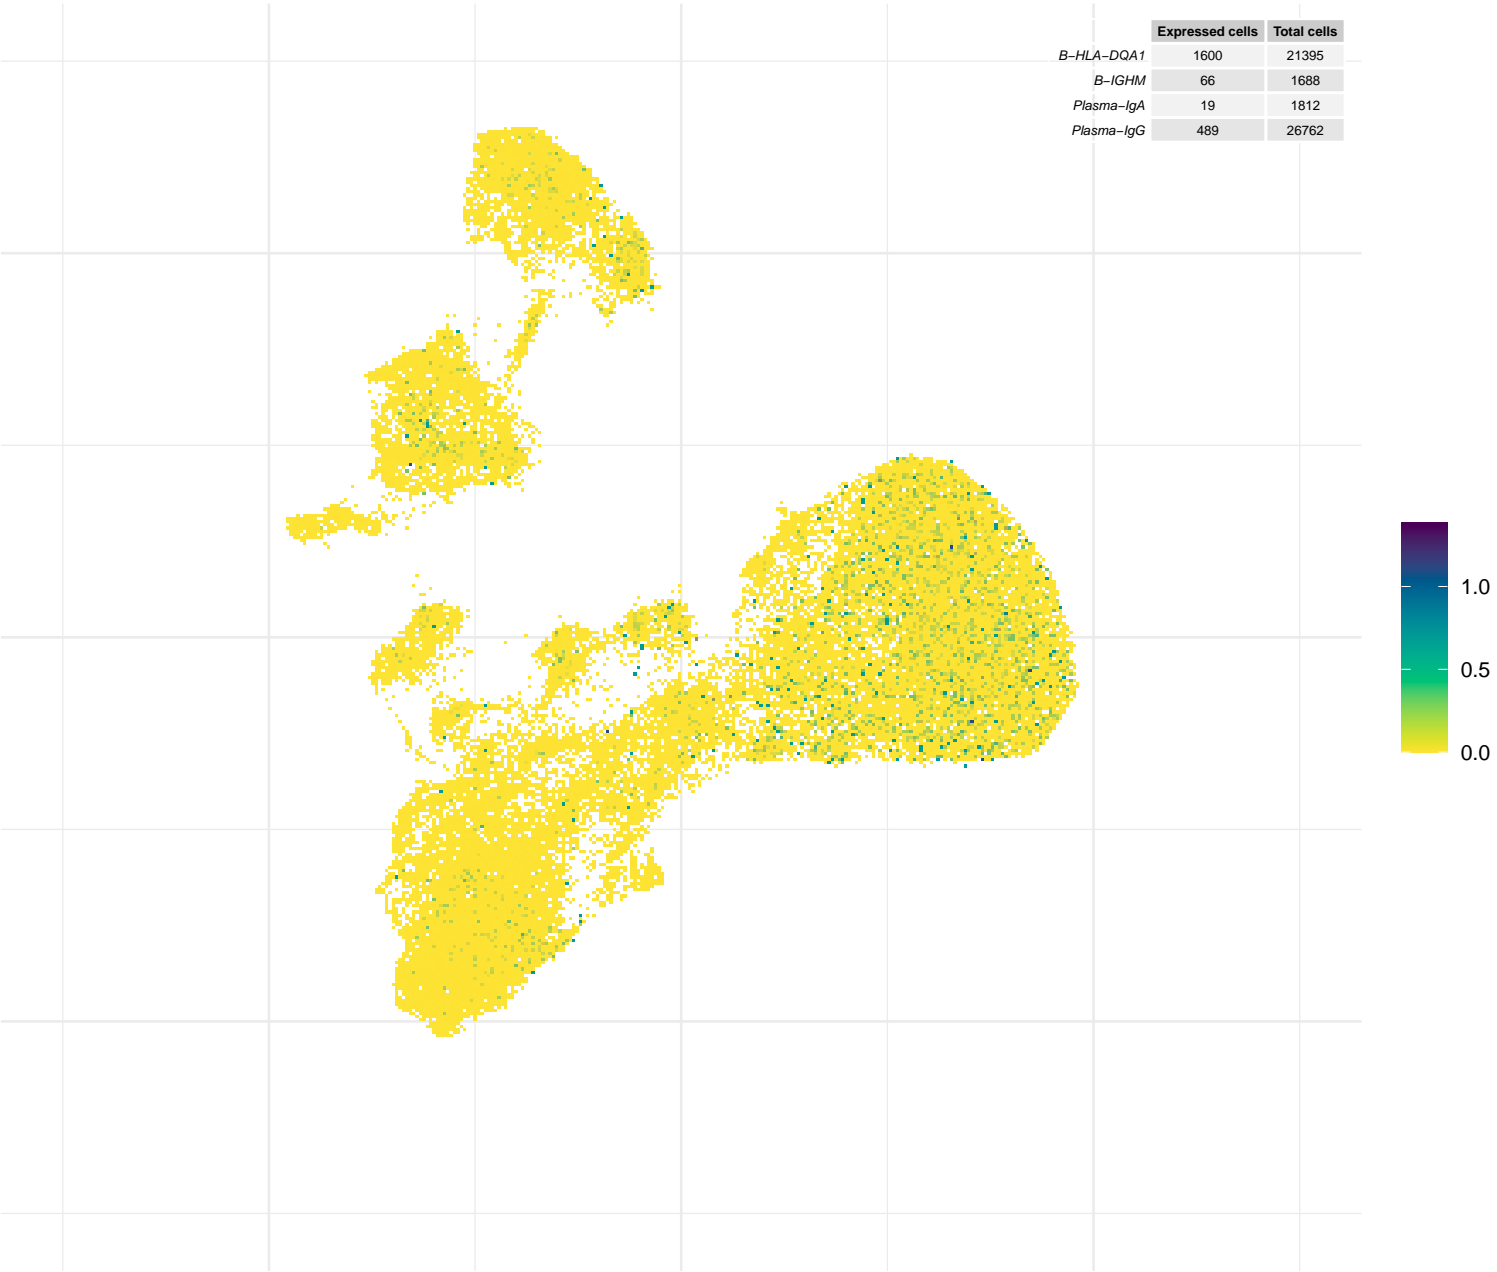 Expressed cells Total cells
B−HLA−DQA1 1600 21395
B−IGHM 66 1688
Plasma−IgA 19 1812
Plasma−IgG 489 26762
1.0
0.5
0.0